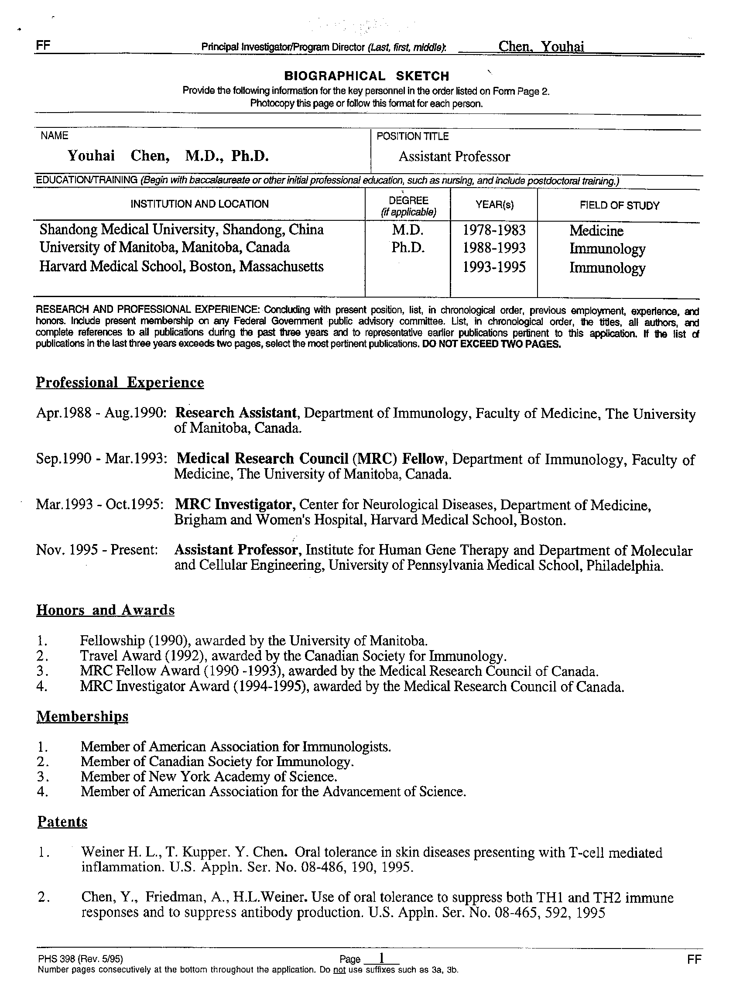 FF Principal Investigator/Program Director (Last, first, middle): Chen, Youhai
BIOGRAPHICAL SKETCH
Provide the following information for the key personnel in the order listed on Form Page 2.
Photocopy this page or follow this format for each person.
NAME POSITION TITLE
Youhai Chen, M.D., Ph.D. Assistant Professor
EDUCATION/TRAINING (Begin with baccalaureate or other initial professional education, such as nursing, and include postdoctoral training.)
INSTITUTION AND LOCATION DEGREE (if applicable) YEAR(s) FIELD OF STUDY
Shandong Medical University, Shandong, China M.D. 1978-1983 Medicine
University of Manitoba, Manitoba, Canada Ph.D. 1988-1993 Immunology
Harvard Medical School, Boston, Massachusetts 1993-1995 Immunology
RESEARCH AND PROFESSIONAL EXPERIENCE: Concluding with present position, list, in chronological order, previous employment, experience, and
honors. Include present membership on any Federal Government public advisory committee. List, in chronological order, the titles, all authors, and
complete references to all publications during the past three years and to representative earlier publications pertinent to this application. If the list of
publications in the last three years exceeds two pages, select the most pertinent publications. DO NOT EXCEED TWO PAGES.
Professional Experience
Apr.1988 - Aug.1990: Research Assistant, Department of Immunology, Faculty of Medicine, The University
of Manitoba, Canada.
Sep.1990 - Mar.1993: Medical Research Council (MRC) Fellow, Department of Immunology, Faculty of
Medicine, The University of Manitoba, Canada.
Mar.1993 - Oct.1995: MRC Investigator, Center for Neurological Diseases, Department of Medicine,
Brigham and Women's Hospital, Harvard Medical School, Boston.
Nov. 1995 - Present: Assistant Professor, Institute for Human Gene Therapy and Department of Molecular
and Cellular Engineering, University of Pennsylvania Medical School, Philadelphia.
Honors and Awards
1. Fellowship (1990), awarded by the University of Manitoba.
2. Travel Award (1992), awarded by the Canadian Society for Immunology.
3. MRC Fellow Award (1990 -1993), awarded by the Medical Research Council of Canada.
4. MRC Investigator Award (1994-1995), awarded by the Medical Research Council of Canada.
Memberships
1. Member of American Association for Immunologists.
2. Member of Canadian Society for Immunology.
3. Member of New York Academy of Science.
4. Member of American Association for the Advancement of Science.
Patents
1. Weiner H. L., T. Kupper. Y. Chen. Oral tolerance in skin diseases presenting with T-cell mediated
inflammation. U.S. Appln. Ser. No. 08-486, 190, 1995.
2. Chen, Y., Friedman, A., H.L.Weiner. Use of oral tolerance to suppress both TH1 and TH2 immune
responses and to suppress antibody production. U.S. Appln. Ser. No. 08-465, 592, 1995
PHS 398 (Rev. 5/95) Page 1 FF
Number pages consecutively at the bottom throughout the application. Do not use suffixes such as 3a, 3b.